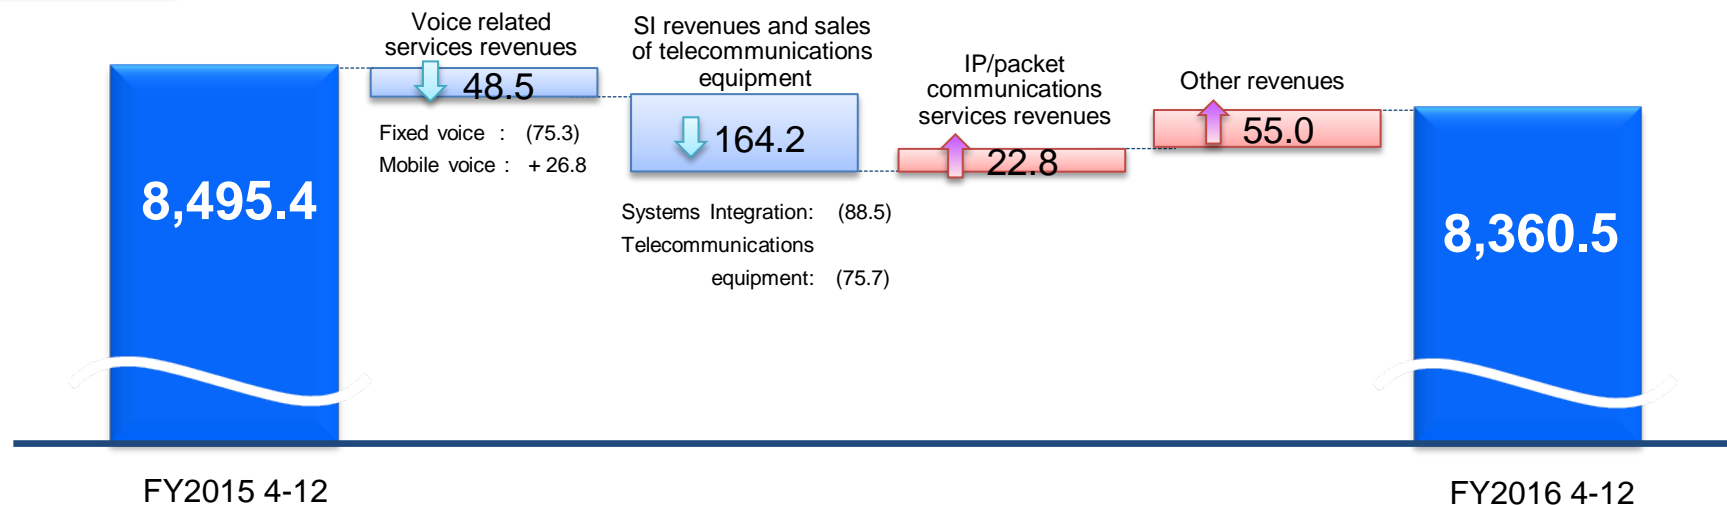 Voice related
services revenues
48.5
Fixed voice : (75.3)
Mobile voice : + 26.8
SI revenues and sales
of telecommunications
equipment
164.2
Systems Integration: (88.5)
Telecommunications
equipment: (75.7)
IP/packet
communications
services revenues
22.8
Other revenues
55.0
8,495.4
8,360.5
FY2015 4-12
FY2016 4-12